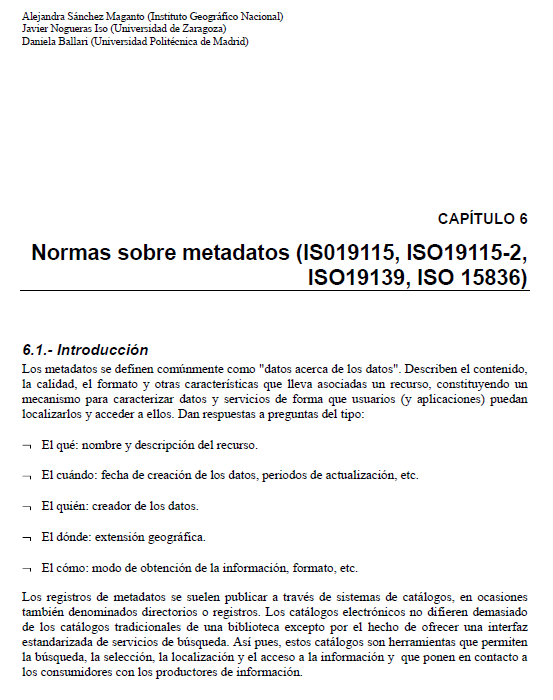 Alejandra Sánchez Maganto (Instituto Geográfico Nacional)
Javier Nogueras Iso (Universidad de Zaragoza)
Daniela Ballari (Universidad Politécnica de Madrid)
CAPÍTULO 6
Normas sobre metadatos (IS019115, ISO19115-2,
ISO19139, ISO 15836)
6.1.- Introducción
Los metadatos se definen comúnmente como "datos acerca de los datos". Describen el contenido,
la calidad, el formato y otras características que lleva asociadas un recurso, constituyendo un
mecanismo para caracterizar datos y servicios de forma que usuarios (y aplicaciones) puedan
localizarlos y acceder a ellos. Dan respuestas a preguntas del tipo:
¬ El qué: nombre y descripción del recurso.
¬ El cuándo: fecha de creación de los datos, periodos de actualización, etc.
¬ El quién: creador de los datos.
¬ El dónde: extensión geográfica.
¬ El cómo: modo de obtención de la información, formato, etc.
Los registros de metadatos se suelen publicar a través de sistemas de catálogos, en ocasiones
también denominados directorios o registros. Los catálogos electrónicos no difieren demasiado
de los catálogos tradicionales de una biblioteca excepto por el hecho de ofrecer una interfaz
estandarizada de servicios de búsqueda. Así pues, estos catálogos son herramientas que permiten
la búsqueda, la selección, la localización y el acceso a la información y que ponen en contacto a
los consumidores con los productores de información.